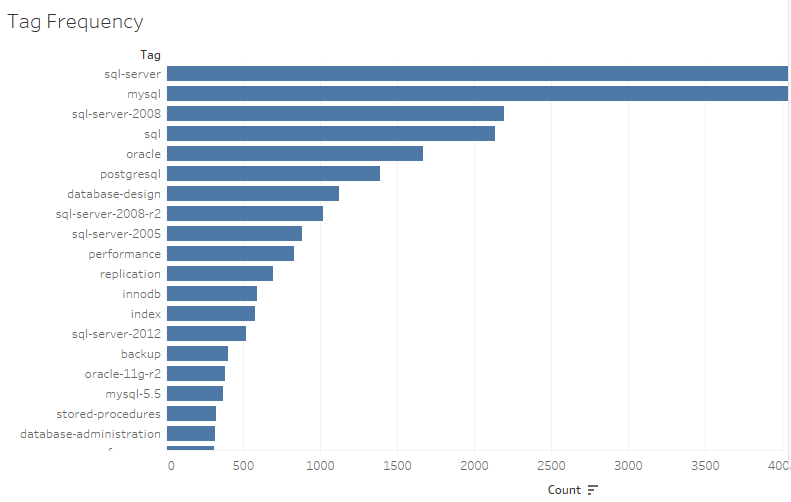 Tag Frequency
Tag
sql-server
mysql
sql-server-2008
sql
oracle
postgresql
database-design
sql-server-2008-r2
sql-server-2005
performance
replication
innodb
index
sql-server-2012
backup
oracle-11g-r2
mysql-5.5
stored-procedures
database-administration
0 500 1000 1500 2000 2500 3000 3500 400
Count